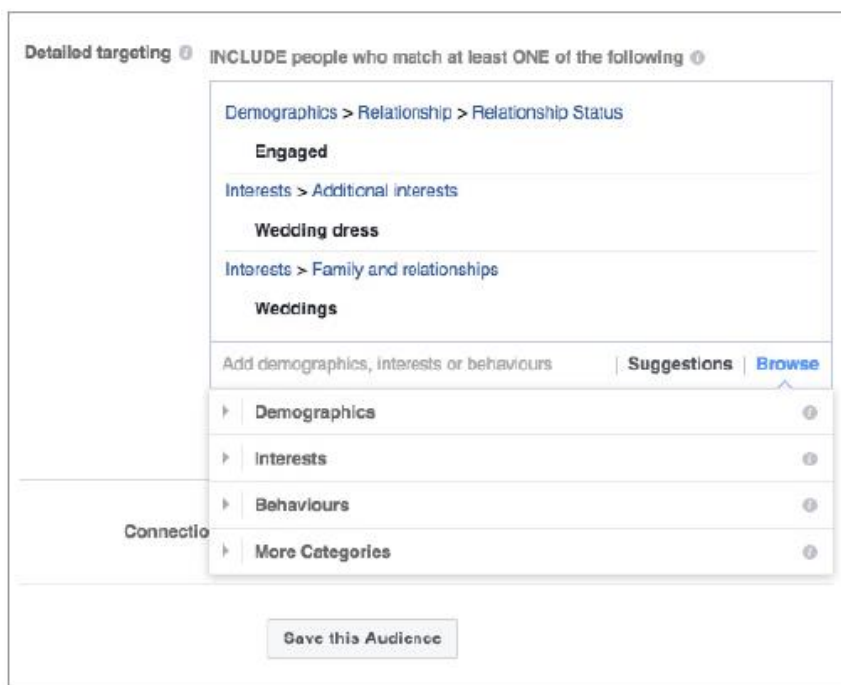 Detailed targeting
INCLUDE people who match at least ONE of the following
Demographics > Relationship > Relationship Status
Engaged
Interests > Additional interests
Wedding dress
Interests > Family and relationships
Weddings
Add demographics, interests or behaviours | Suggestions | Browse
Demographics
Interests
Behaviours
Connectio
More Categories
Save this Audience